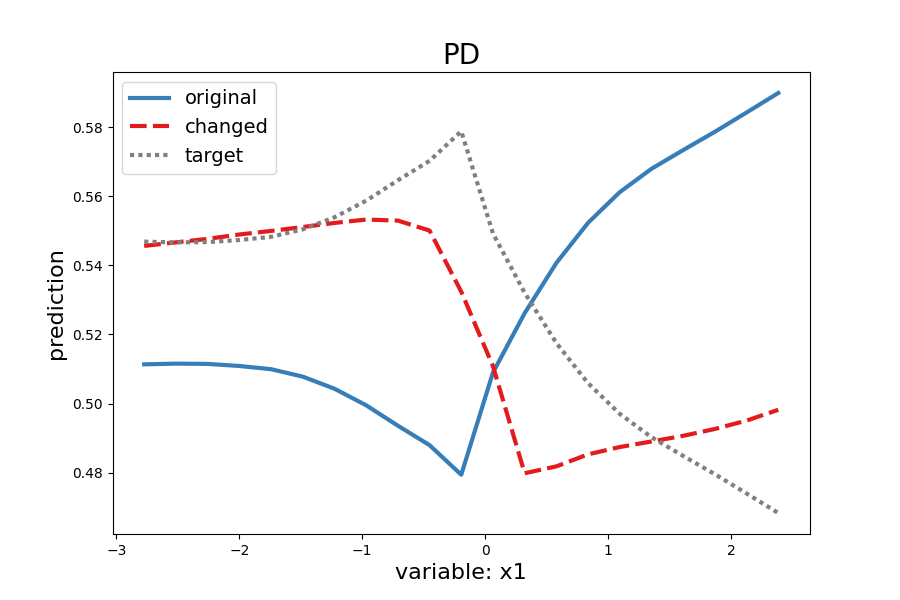 PD
original
changed
target
0.58
0.56
0.54
0.52
0.50
0.48
prediction
−3
−2
−1
0
1
2
variable: x1